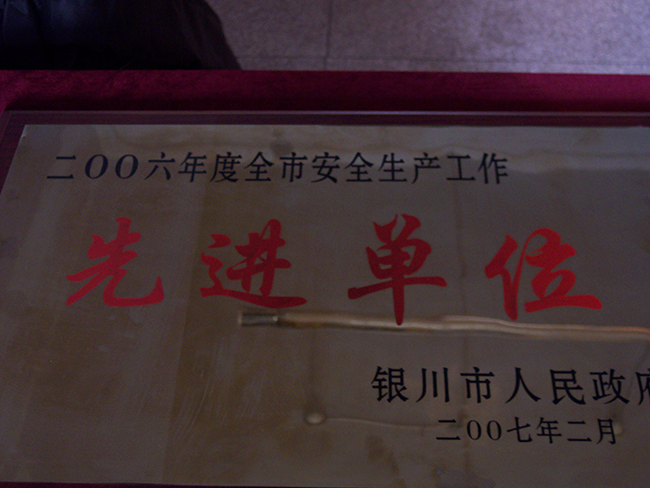 二〇〇六年度全市安全生产工作
先进单位
银川市人民政府
二〇〇七年二月